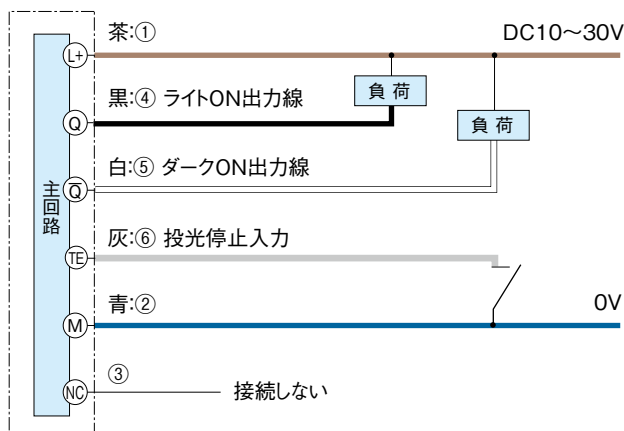 茶:① DC10～30V
L+
負荷
黒:④ ライトON出力線
Q
負荷
白:⑤ ダークON出力線
Q̅
主回路
灰:⑥ 投光停止入力
TE
青:② 0V
M
③
NC 接続しない